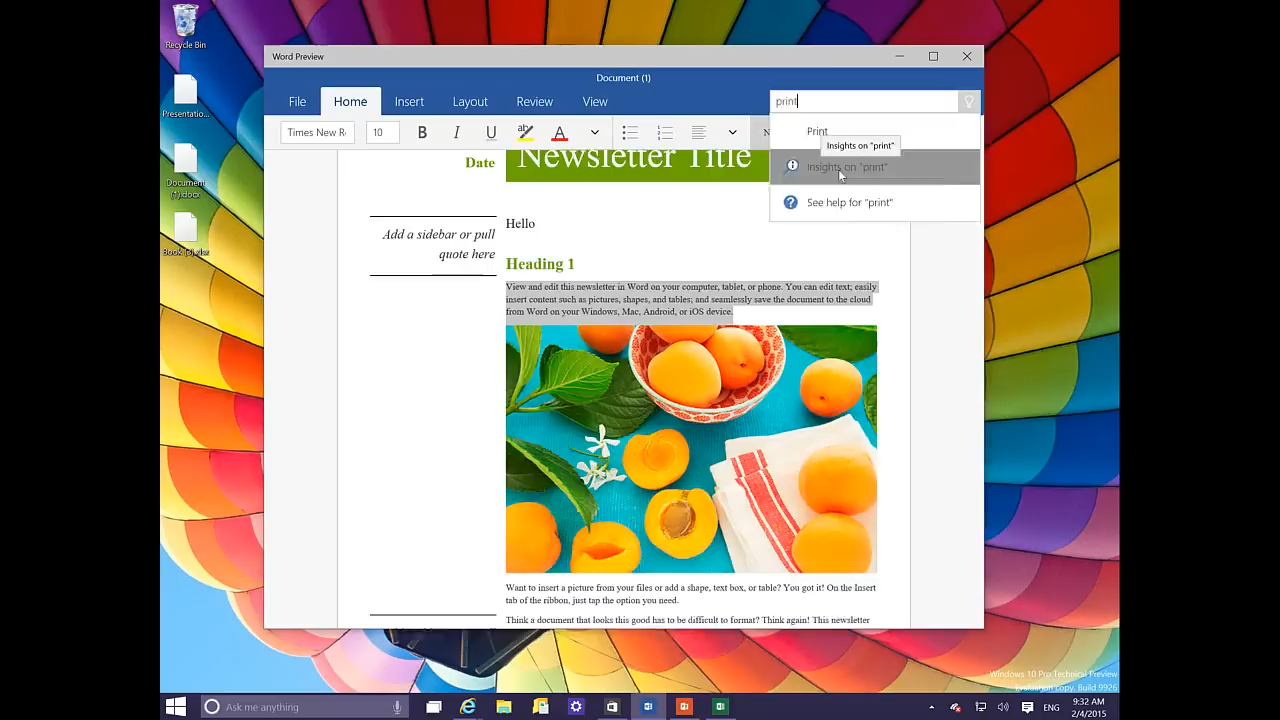 Recycle Bin
Presentatio...
Document
(1).docx
Book (3).xlsx
Word Preview
Document (1)
File
Home
Insert
Layout
Review
View
print
Times New R
10
B
I
U
ab
A
N
Print
Insights on "print"
Insights on "print"
See help for "print"
Date
Newsletter Title
Add a sidebar or pull
quote here
Hello
Heading 1
View and edit this newsletter in Word on your computer, tablet, or phone. You can edit text; easily
insert content such as pictures, shapes, and tables; and seamlessly save the document to the cloud
from Word on your Windows, Mac, Android, or iOS device.
Want to insert a picture from your files or add a shape, text box, or table? You got it! On the Insert
tab of the ribbon, just tap the option you need.
Think a document that looks this good has to be difficult to format? Think again! This newsletter
Windows 10 Pro Technical Preview
Evaluation copy. Build 9926
Ask me anything
ENG
9:32 AM
2/4/2015